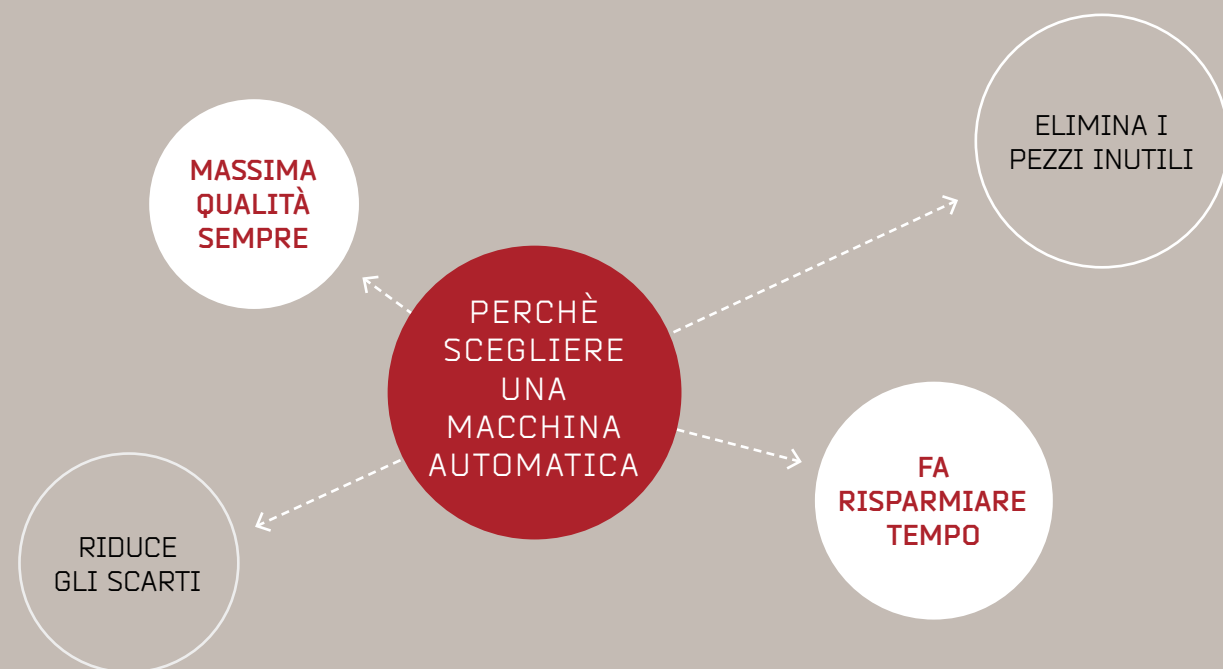 MASSIMA
QUALITÀ
SEMPRE
ELIMINA I
PEZZI INUTILI
PERCHÈ
SCEGLIERE
UNA
MACCHINA
AUTOMATICA
RIDUCE
GLI SCARTI
FA
RISPARMIARE
TEMPO